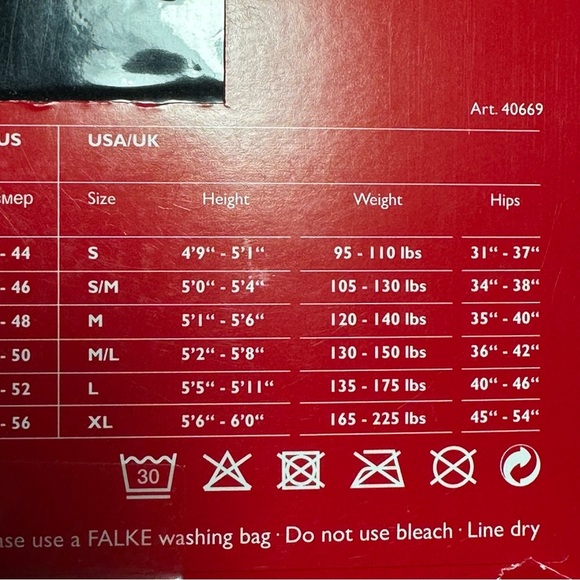 Art. 40669
US USA/UK
Size Height Weight Hips
- 44 S 4'9“ - 5'1“ 95 - 110 lbs 31“ - 37“
- 46 S/M 5'0“ - 5'4“ 105 - 130 lbs 34“ - 38“
- 48 M 5'1“ - 5'6“ 120 - 140 lbs 35“ - 40“
- 50 M/L 5'2“ - 5'8“ 130 - 150 lbs 36“ - 42“
- 52 L 5'5“ - 5'11“ 135 - 175 lbs 40“ - 46“
- 56 XL 5'6“ - 6'0“ 165 - 225 lbs 45“ - 54“
30
use a FALKE washing bag · Do not use bleach · Line dry